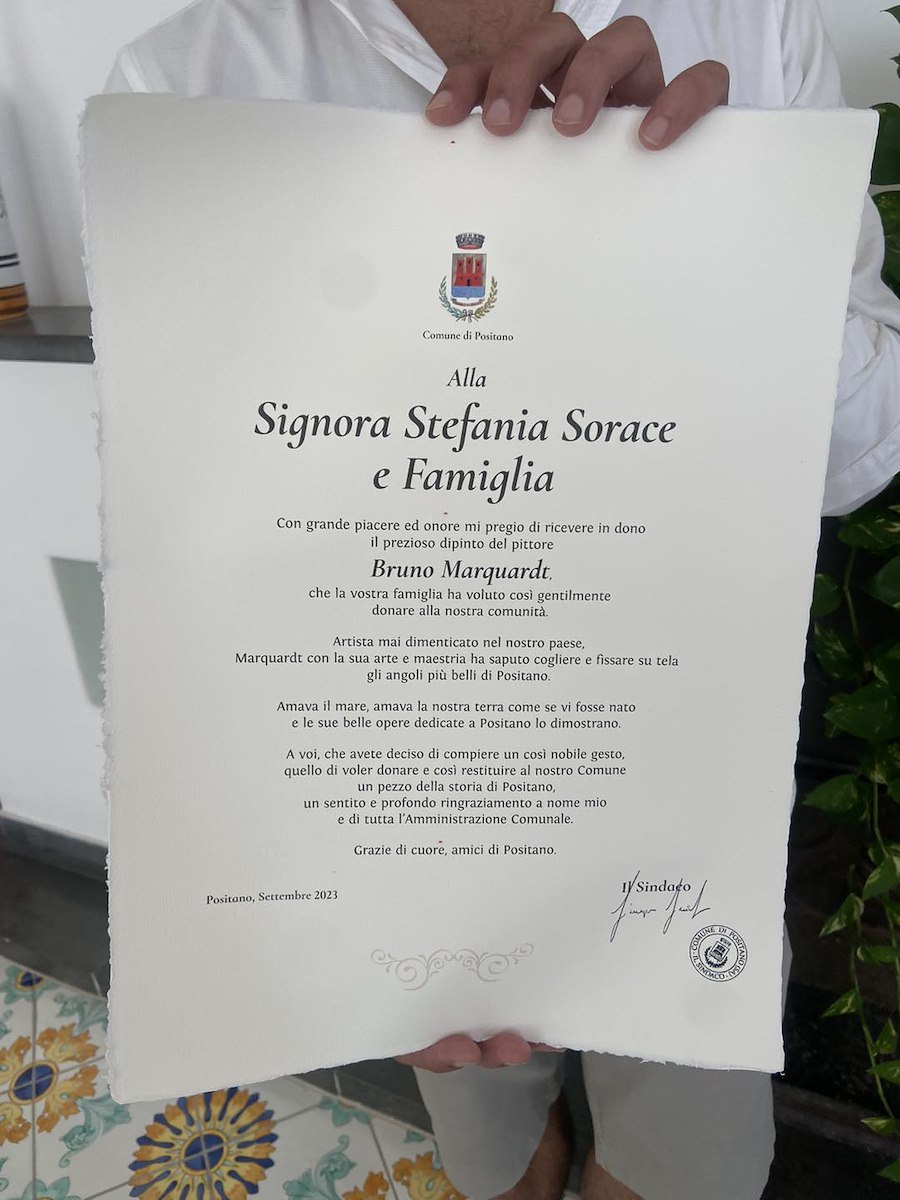 Comune di Positano
Alla
Signora Stefania Sorace
e Famiglia
Con grande piacere ed onore mi pregio di ricevere in dono
il prezioso dipinto del pittore
Bruno Marquardt,
che la vostra famiglia ha voluto così gentilmente
donare alla nostra comunità.
Artista mai dimenticato nel nostro paese,
Marquardt con la sua arte e maestria ha saputo cogliere e fissare su tela
gli angoli più belli di Positano.
Amava il mare, amava la nostra terra come se vi fosse nato
e le sue belle opere dedicate a Positano lo dimostrano.
A voi, che avete deciso di compiere un così nobile gesto,
quello di voler donare e così restituire al nostro Comune
un pezzo della storia di Positano,
un sentito e profondo ringraziamento a nome mio
e di tutta l'Amministrazione Comunale.
Grazie di cuore, amici di Positano.
Positano, Settembre 2023
Il Sindaco
COMUNE DI POSITANO (SA)
IL SINDACO